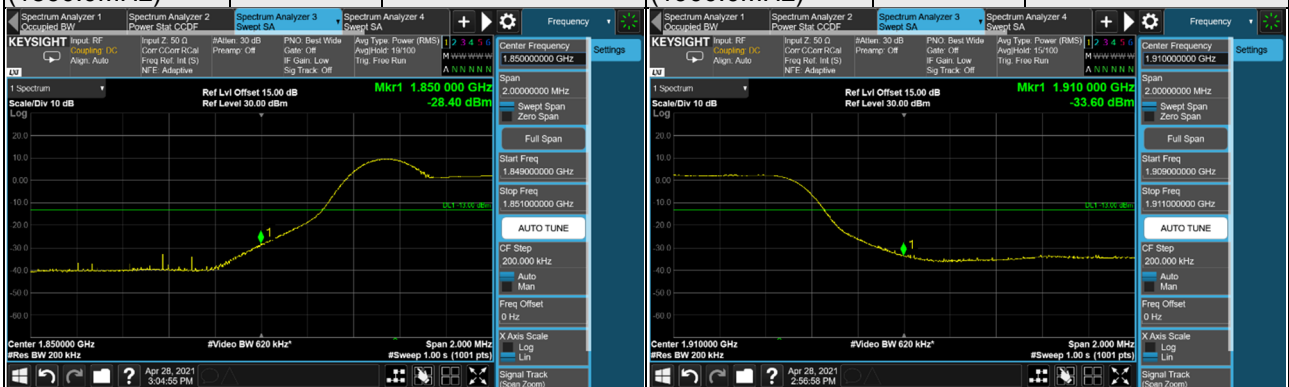 Spectrum Analyzer 1 Occupied BW
Spectrum Analyzer 2 Power Stat CCDF
Spectrum Analyzer 3 Swept SA
Spectrum Analyzer 4 Swept SA
Frequency
KEYSIGHT
Input: RF
Coupling: DC
Align: Auto
Input Z: 50 Ω
Corr CCorr RCal
Freq Ref: Int (S)
NFE: Adaptive
#Atten: 30 dB
Preamp: Off
PNO: Best Wide
Gate: Off
IF Gain: Low
Sig Track: Off
Avg Type: Power (RMS)
Avg|Hold: 19/100
Trig: Free Run
1 2 3 4 5 6
M W W W W W
A N N N N N
1 Spectrum
Scale/Div 10 dB
Log
Ref Lvl Offset 15.00 dB
Ref Level 30.00 dBm
Mkr1 1.850 000 GHz
-28.40 dBm
20.0
10.0
0.00
-10.0
-20.0
-30.0
-40.0
-50.0
-60.0
DL1 -13.00 dBm
1
Center 1.850000 GHz
#Res BW 200 kHz
#Video BW 620 kHz*
Span 2.000 MHz
#Sweep 1.00 s (1001 pts)
Apr 28, 2021
3:04:55 PM
Center Frequency
1.850000000 GHz
Settings
Span
2.00000000 MHz
Swept Span
Zero Span
Full Span
Start Freq
1.849000000 GHz
Stop Freq
1.851000000 GHz
AUTO TUNE
CF Step
200.000 kHz
Auto
Man
Freq Offset
0 Hz
X Axis Scale
Log
Lin
Signal Track
(Span Zoom)
Spectrum Analyzer 1 Occupied BW
Spectrum Analyzer 2 Power Stat CCDF
Spectrum Analyzer 3 Swept SA
Spectrum Analyzer 4 Swept SA
Frequency
KEYSIGHT
Input: RF
Coupling: DC
Align: Auto
Input Z: 50 Ω
Corr CCorr RCal
Freq Ref: Int (S)
NFE: Adaptive
#Atten: 30 dB
Preamp: Off
PNO: Best Wide
Gate: Off
IF Gain: Low
Sig Track: Off
Avg Type: Power (RMS)
Avg|Hold: 15/100
Trig: Free Run
1 2 3 4 5 6
M W W W W W
A N N N N N
1 Spectrum
Scale/Div 10 dB
Log
Ref Lvl Offset 15.00 dB
Ref Level 30.00 dBm
Mkr1 1.910 000 GHz
-33.60 dBm
20.0
10.0
0.00
-10.0
-20.0
-30.0
-40.0
-50.0
-60.0
DL1 -13.00 dBm
1
Center 1.910000 GHz
#Res BW 200 kHz
#Video BW 620 kHz*
Span 2.000 MHz
#Sweep 1.00 s (1001 pts)
Apr 28, 2021
2:56:58 PM
Center Frequency
1.910000000 GHz
Settings
Span
2.00000000 MHz
Swept Span
Zero Span
Full Span
Start Freq
1.909000000 GHz
Stop Freq
1.911000000 GHz
AUTO TUNE
CF Step
200.000 kHz
Auto
Man
Freq Offset
0 Hz
X Axis Scale
Log
Lin
Signal Track
(Span Zoom)